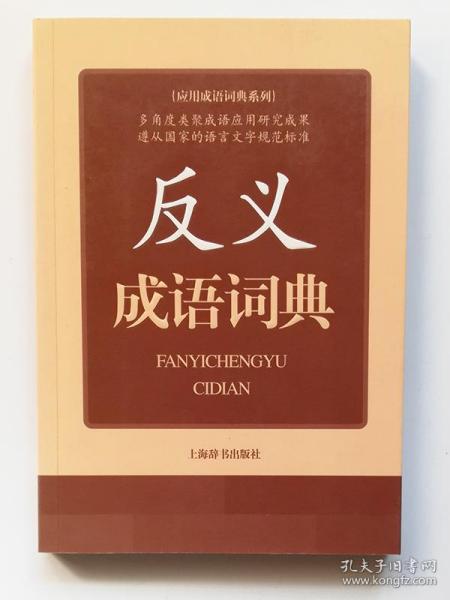 {应用成语词典系列}
多角度类聚成语应用研究成果
遵从国家的语言文字规范标准
反义
成语词典
FANYICHENGYU
CIDIAN
上海辞书出版社
孔夫子旧书网
www.kongfz.com